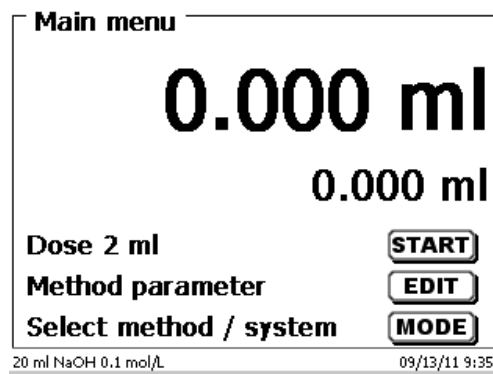 Main menu
0.000 ml
0.000 ml
Dose 2 ml START
Method parameter EDIT
Select method / system MODE
20 ml NaOH 0.1 mol/L 09/13/11 9:35